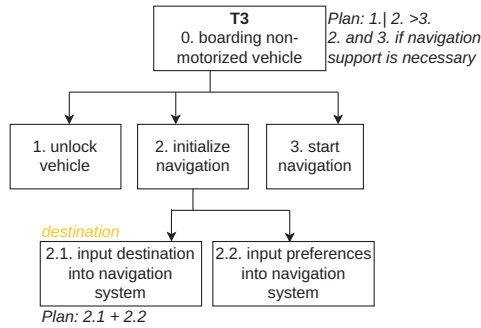 T3
0. boarding non-
motorized vehicle
Plan: 1.| 2. >3.
2. and 3. if navigation
support is necessary
1. unlock
vehicle
2. initialize
navigation
3. start
navigation
destination
2.1. input destination
into navigation
system
2.2. input preferences
into navigation
system
Plan: 2.1 + 2.2